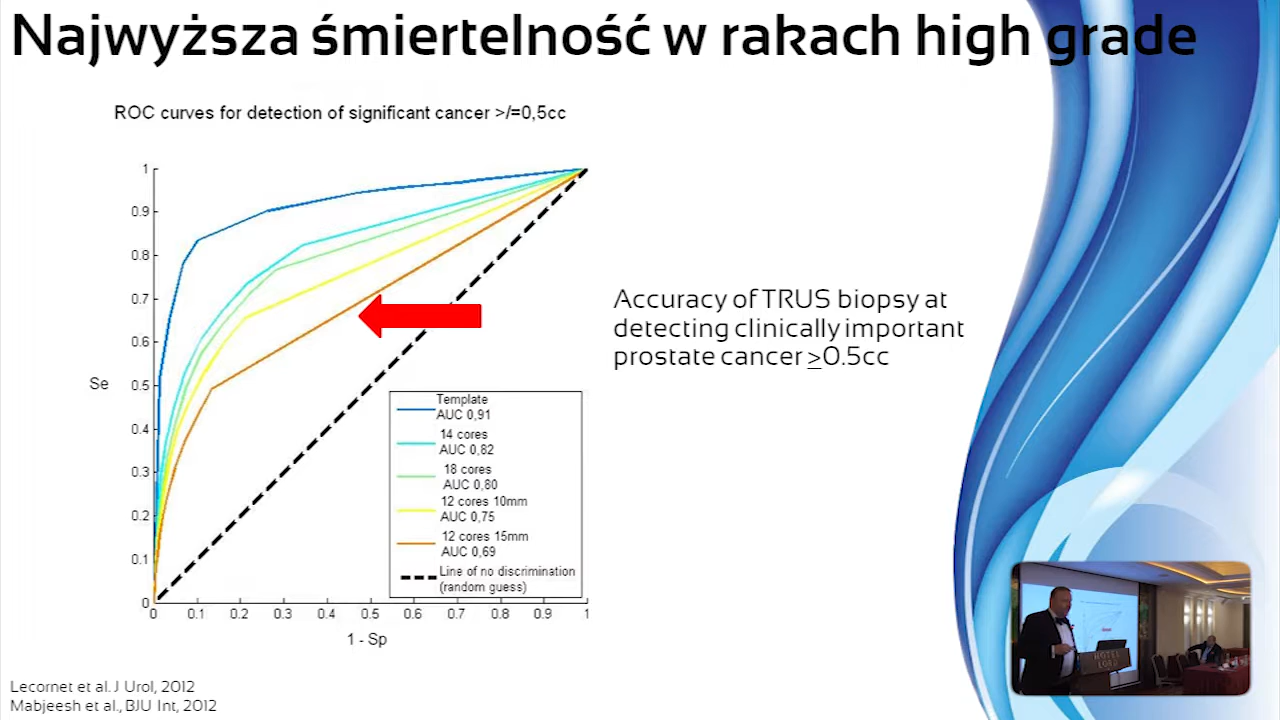 Najwyższa śmiertelność w rakach high grade
ROC curves for detection of significant cancer >/=0,5cc
1
0.9
0.8
0.7
0.6
Se 0.5
0.4
0.3
0.2
0.1
0
0 0.1 0.2 0.3 0.4 0.5 0.6 0.7 0.8 0.9 1
1 - Sp
Template
AUC 0,91
14 cores
AUC 0,82
18 cores
AUC 0,80
12 cores 10mm
AUC 0,75
12 cores 15mm
AUC 0,69
Line of no discrimination
(random guess)
Accuracy of TRUS biopsy at
detecting clinically important
prostate cancer ≥0.5cc
HOTEL
LORD
Lecornet et al. J Urol, 2012
Mabjeesh et al., BJU Int, 2012